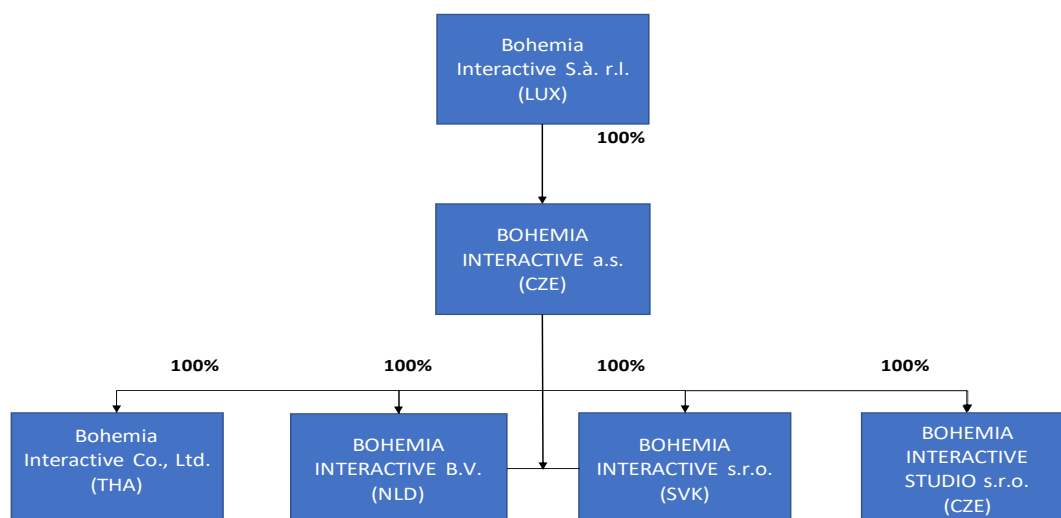 Bohemia
Interactive S.à. r.l.
(LUX)
100%
BOHEMIA
INTERACTIVE a.s.
(CZE)
100%
100%
100%
100%
Bohemia
Interactive Co., Ltd.
(THA)
BOHEMIA
INTERACTIVE B.V.
(NLD)
BOHEMIA
INTERACTIVE s.r.o.
(SVK)
BOHEMIA
INTERACTIVE
STUDIO s.r.o.
(CZE)